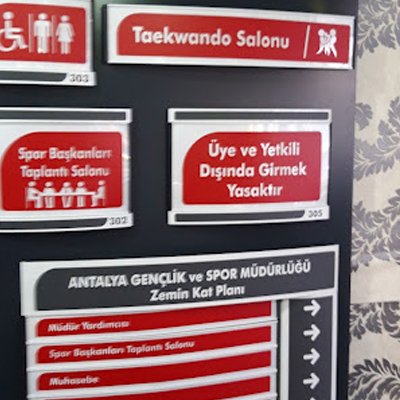 303
Taekwondo Salonu
Spor Başkanları
Toplantı Salonu
302
Üye ve Yetkili
Dışında Girmek
Yasaktır
305
ANTALYA GENÇLİK ve SPOR MÜDÜRLÜĞÜ
Zemin Kat Planı
Müdür Yardımcısı
Spor Başkanları Toplantı Salonu
Muhasebe